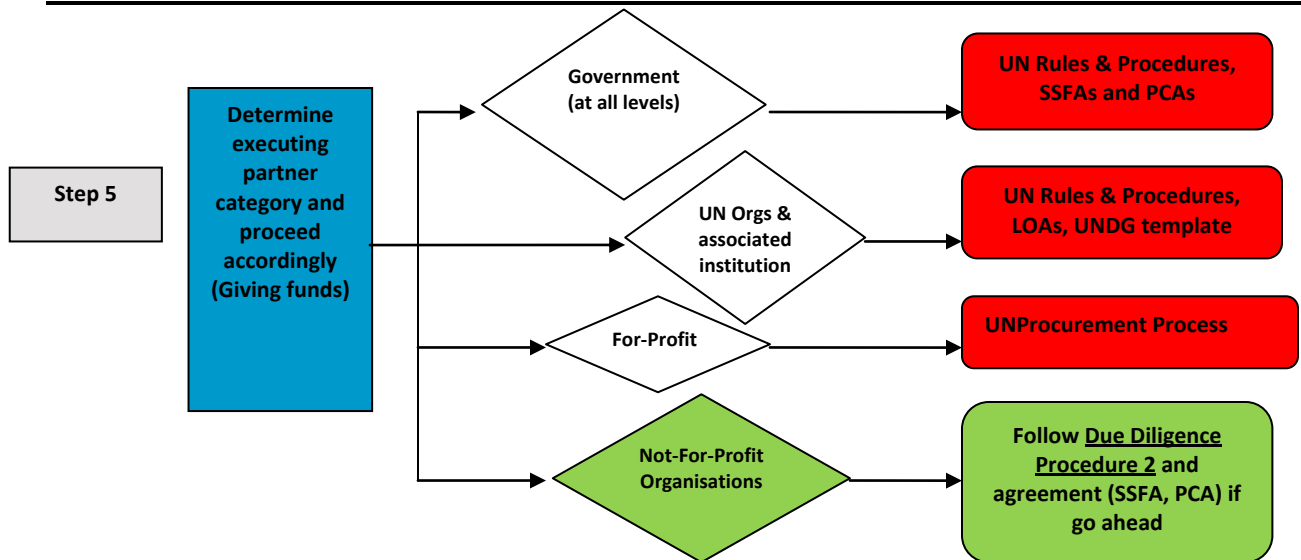 Step 5
Determine
executing
partner
category and
proceed
accordingly
(Giving funds)
Government
(at all levels)
UN Rules & Procedures,
SSFAs and PCAs
UN Orgs &
associated
institution
UN Rules & Procedures,
LOAs, UNDG template
For-Profit
UNProcurement Process
Not-For-Profit
Organisations
Follow Due Diligence
Procedure 2 and
agreement (SSFA, PCA) if
go ahead